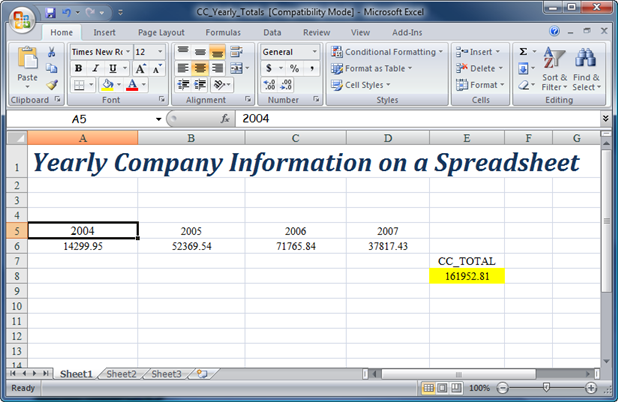 CC_Yearly_Totals [Compatibility Mode] - Microsoft Excel
Home Insert Page Layout Formulas Data Review View Add-Ins
Times New Ro 12 General Conditional Formatting Insert Σ
Paste B I U A A $ % , Format as Table Delete Sort & Filter Find & Select
Cell Styles Format
Clipboard Font Alignment Number Styles Cells Editing
A5 fx 2004
A B C D E F G
1 Yearly Company Information on a Spreadsheet
2
3
4
5 2004 2005 2006 2007
6 14299.95 52369.54 71765.84 37817.43
7 CC_TOTAL
8 161952.81
9
10
11
12
13
14
Sheet1 Sheet2 Sheet3
Ready 100%